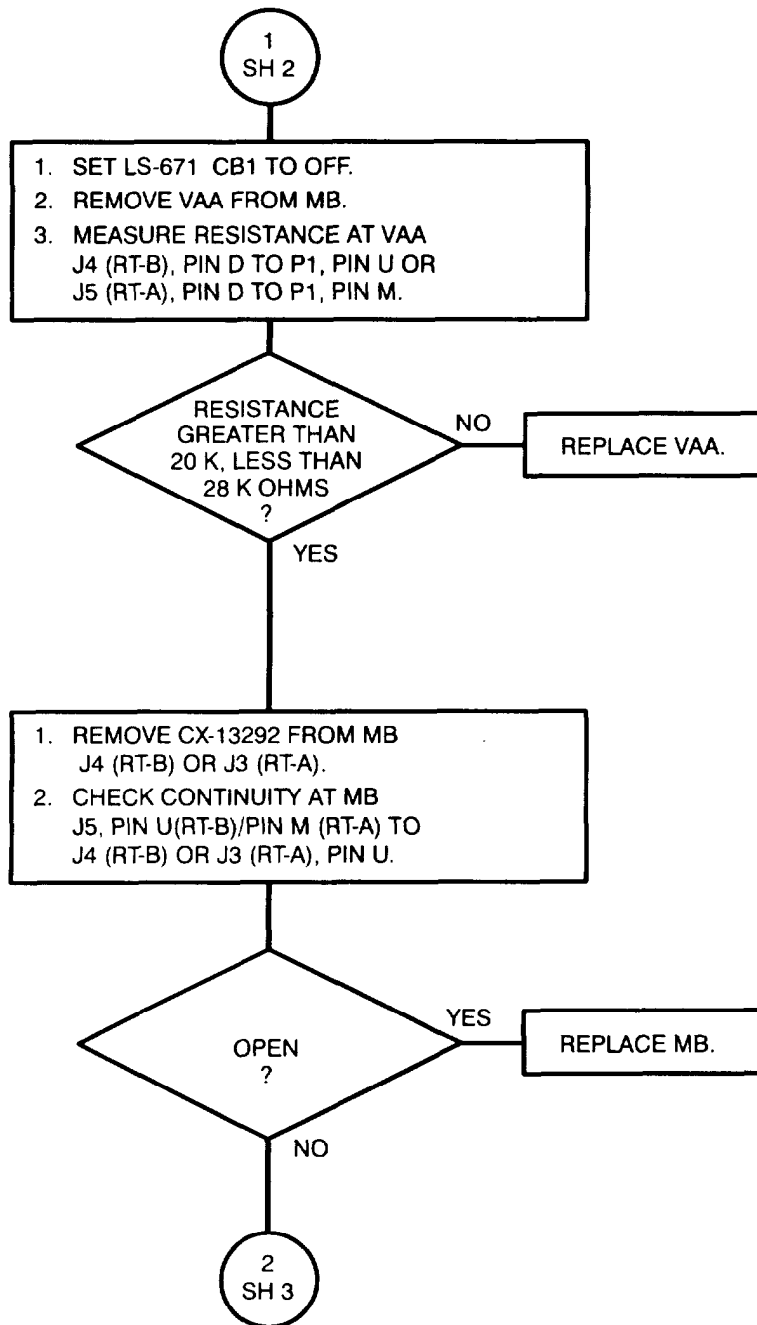 1
SH 2
1. SET LS-671 CB1 TO OFF.
2. REMOVE VAA FROM MB.
3. MEASURE RESISTANCE AT VAA
J4 (RT-B), PIN D TO P1, PIN U OR
J5 (RT-A), PIN D TO P1, PIN M.
RESISTANCE
GREATER THAN
20 K, LESS THAN
28 K OHMS
?
NO
REPLACE VAA.
YES
1. REMOVE CX-13292 FROM MB
J4 (RT-B) OR J3 (RT-A).
2. CHECK CONTINUITY AT MB
J5, PIN U(RT-B)/PIN M (RT-A) TO
J4 (RT-B) OR J3 (RT-A), PIN U.
OPEN
?
YES
REPLACE MB.
NO
2
SH 3